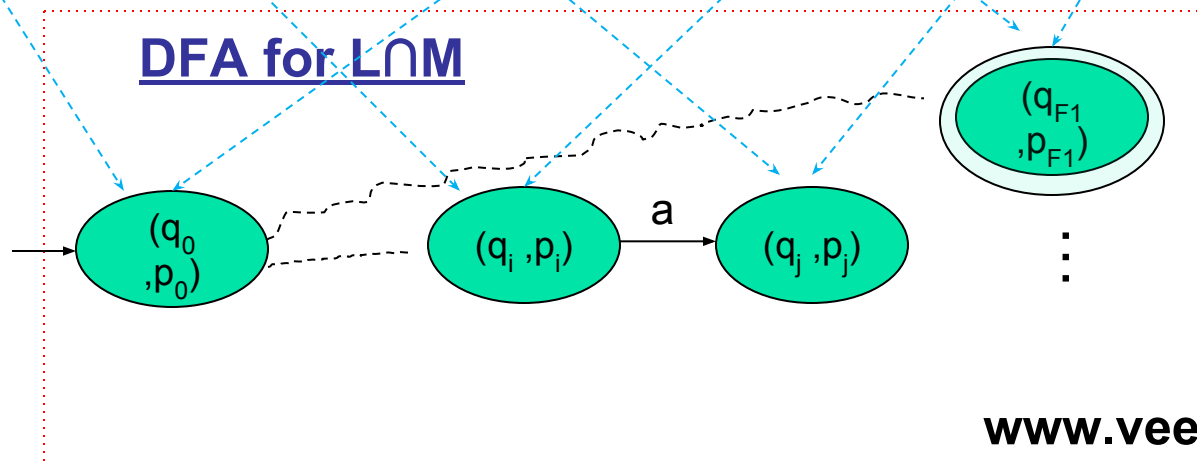 DFA for L∩M
(q_F1
,p_F1)
(q_0
,p_0)
(q_i ,p_i)
a
(q_j ,p_j)
⋮
www.vee